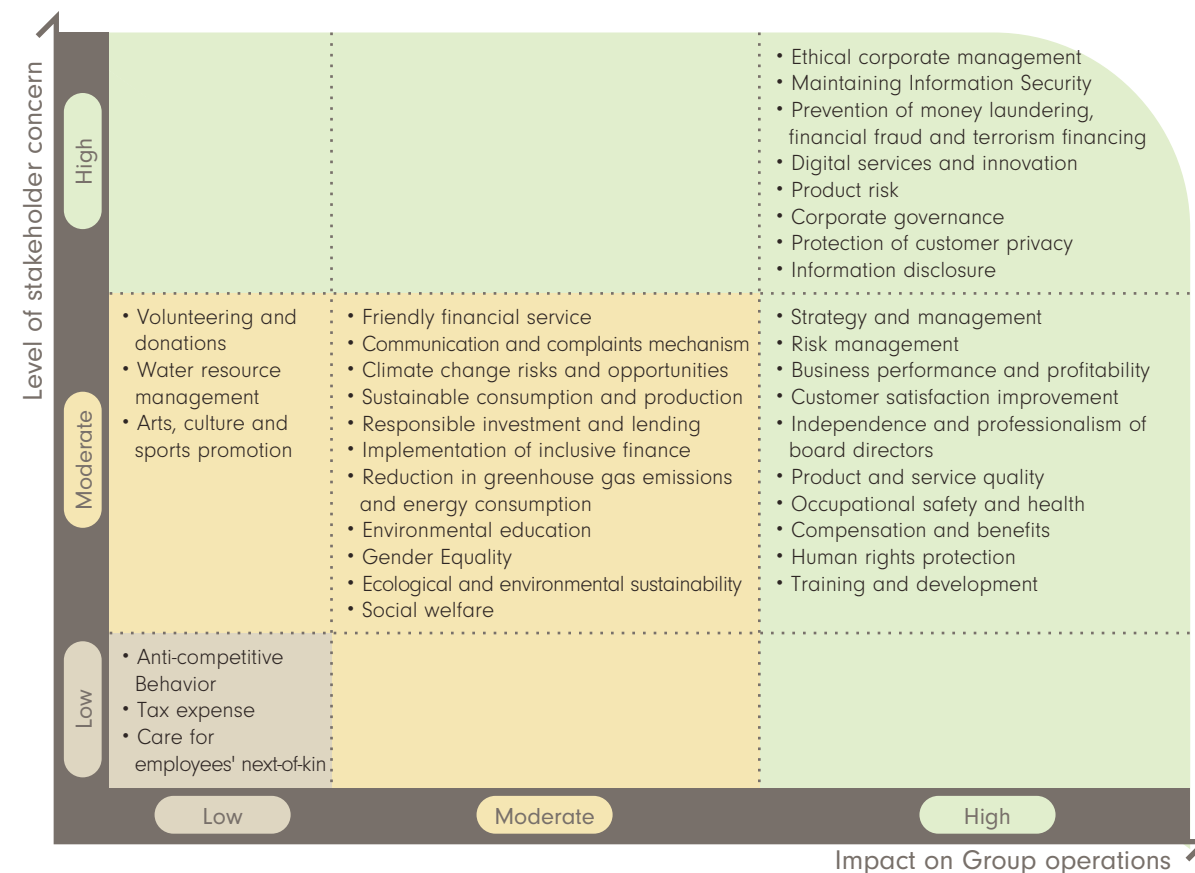 Level of stakeholder concern
High
• Ethical corporate management
• Maintaining Information Security
• Prevention of money laundering,
financial fraud and terrorism financing
• Digital services and innovation
• Product risk
• Corporate governance
• Protection of customer privacy
• Information disclosure
Moderate
• Volunteering and
donations
• Water resource
management
• Arts, culture and
sports promotion
• Friendly financial service
• Communication and complaints mechanism
• Climate change risks and opportunities
• Sustainable consumption and production
• Responsible investment and lending
• Implementation of inclusive finance
• Reduction in greenhouse gas emissions
and energy consumption
• Environmental education
• Gender Equality
• Ecological and environmental sustainability
• Social welfare
• Strategy and management
• Risk management
• Business performance and profitability
• Customer satisfaction improvement
• Independence and professionalism of
board directors
• Product and service quality
• Occupational safety and health
• Compensation and benefits
• Human rights protection
• Training and development
Low
• Anti-competitive
Behavior
• Tax expense
• Care for
employees' next-of-kin
Low
Moderate
High
Impact on Group operations